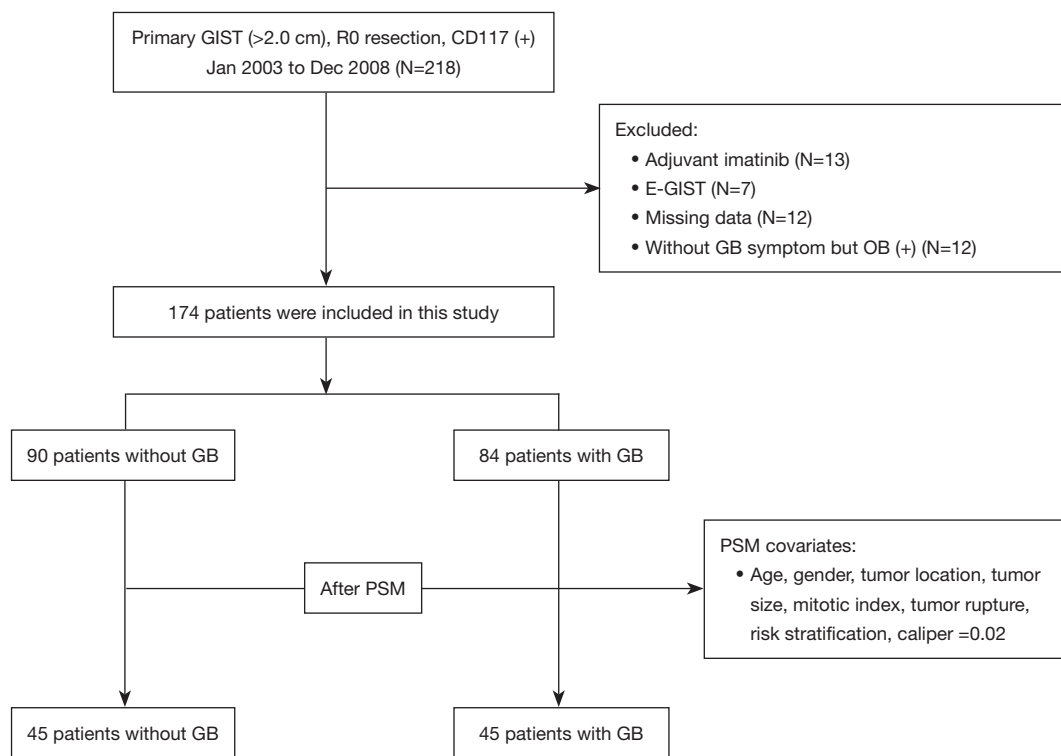 Primary GIST (>2.0 cm), R0 resection, CD117 (+)
Jan 2003 to Dec 2008 (N=218)
Excluded:
• Adjuvant imatinib (N=13)
• E-GIST (N=7)
• Missing data (N=12)
• Without GB symptom but OB (+) (N=12)
174 patients were included in this study
90 patients without GB
84 patients with GB
PSM covariates:
• Age, gender, tumor location, tumor
size, mitotic index, tumor rupture,
risk stratification, caliper =0.02
After PSM
45 patients without GB
45 patients with GB